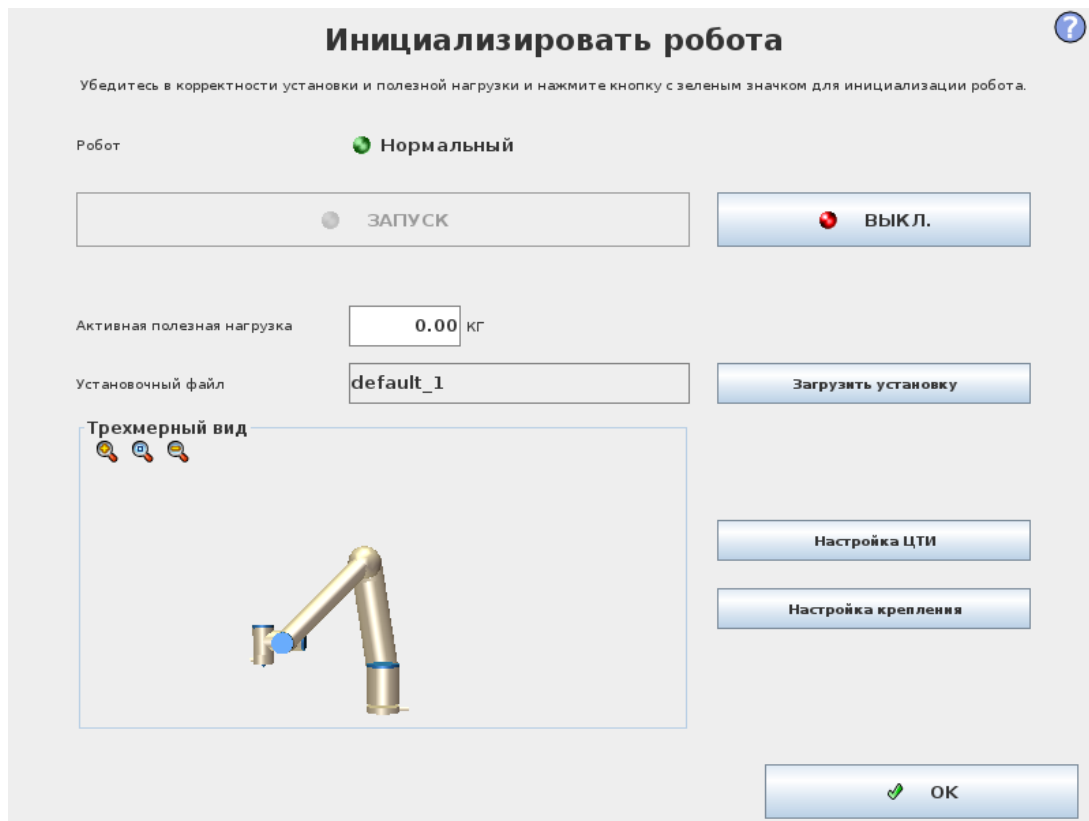 Инициализировать робота
?
Убедитесь в корректности установки и полезной нагрузки и нажмите кнопку с зеленым значком для инициализации робота.
Робот Нормальный
ЗАПУСК ВЫКЛ.
Активная полезная нагрузка 0.00 кг
Установочный файл default_1 Загрузить установку
Трехмерный вид
Настройка ЦТИ
Настройка крепления
OK